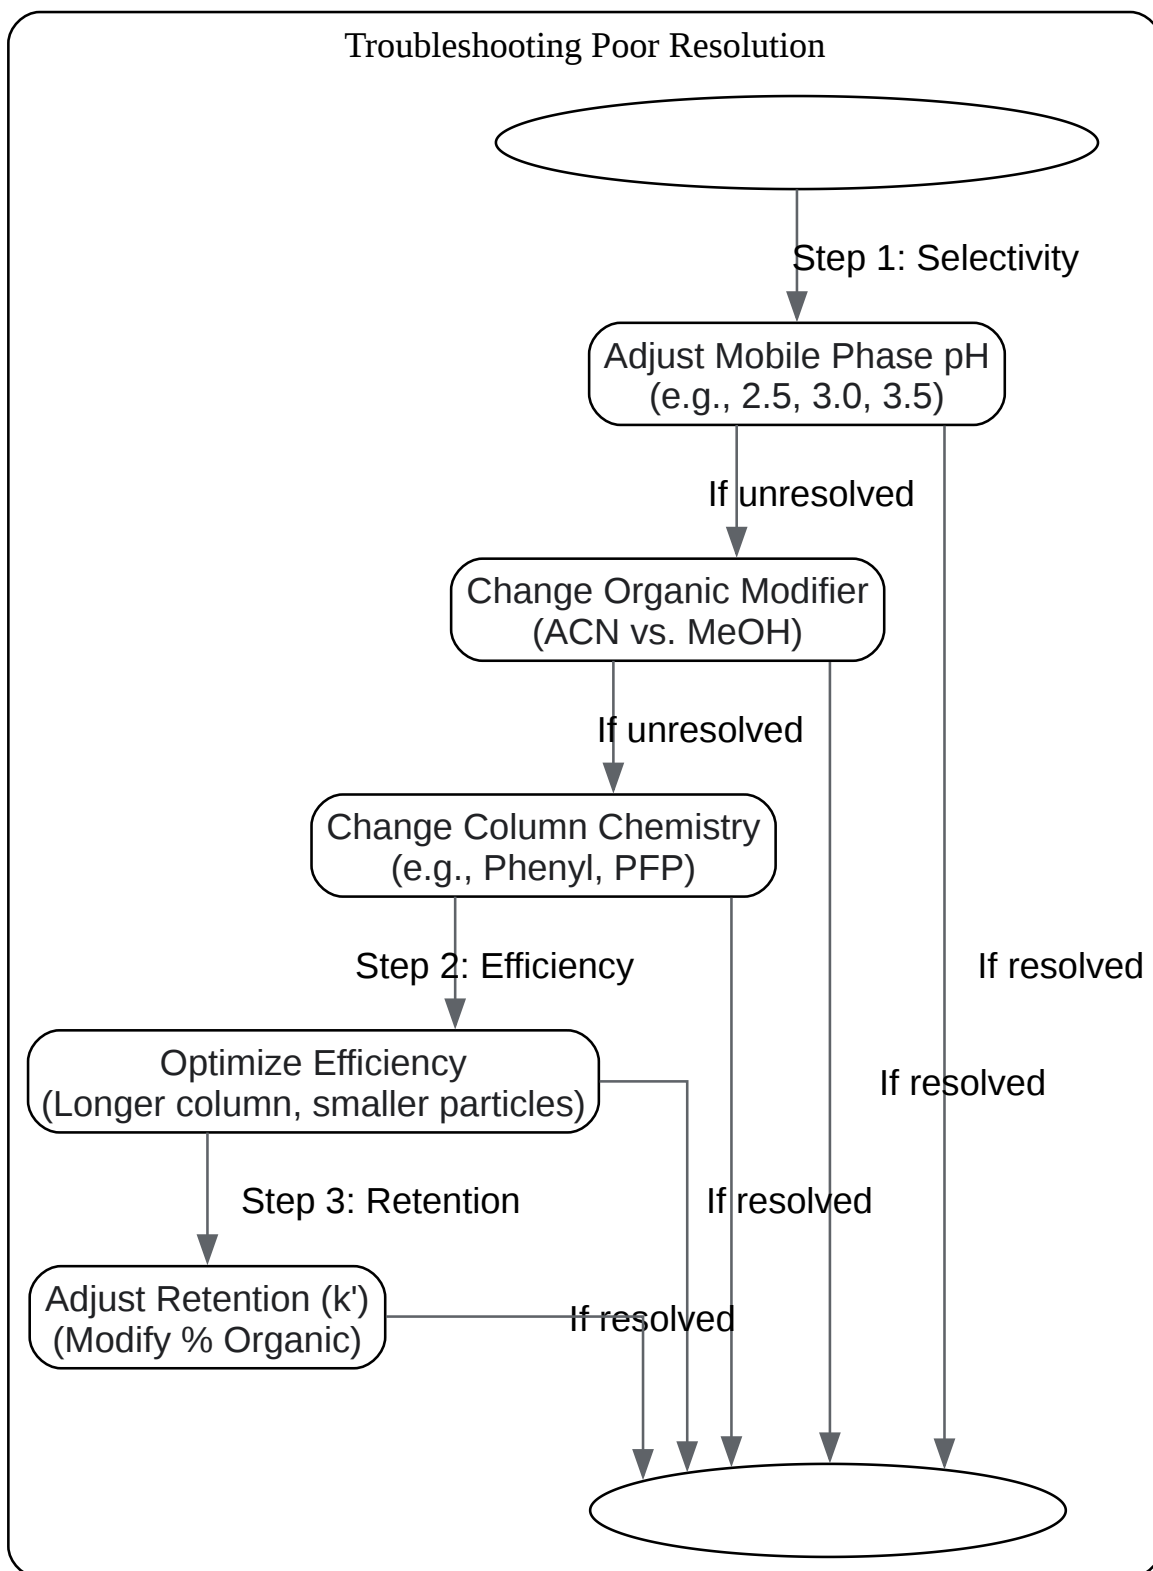 Troubleshooting Poor Resolution
Step 1: Selectivity
Adjust Mobile Phase pH
(e.g., 2.5, 3.0, 3.5)
If unresolved
Change Organic Modifier
(ACN vs. MeOH)
If unresolved
Change Column Chemistry
(e.g., Phenyl, PFP)
Step 2: Efficiency
If resolved
Optimize Efficiency
(Longer column, smaller particles)
If resolved
Step 3: Retention
If resolved
Adjust Retention (k')
(Modify % Organic)
If resolved